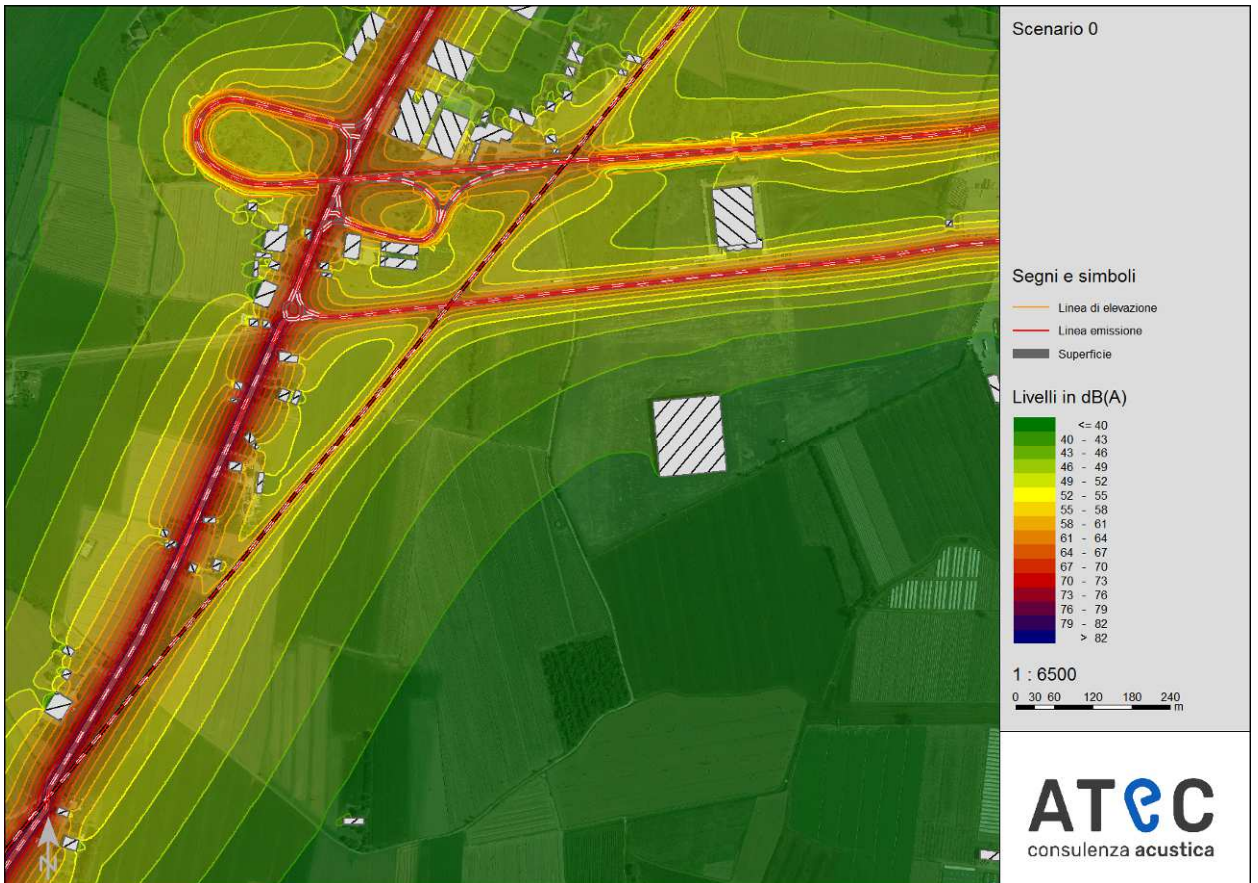 Scenario 0
Segni e simboli
Linea di elevazione
Linea emissione
Superficie
Livelli in dB(A)
<= 40
40 - 43
43 - 46
46 - 49
49 - 52
52 - 55
55 - 58
58 - 61
61 - 64
64 - 67
67 - 70
70 - 73
73 - 76
76 - 79
79 - 82
> 82
1 : 6500
0 30 60 120 180 240
m
ATeC
consulenza acustica
N